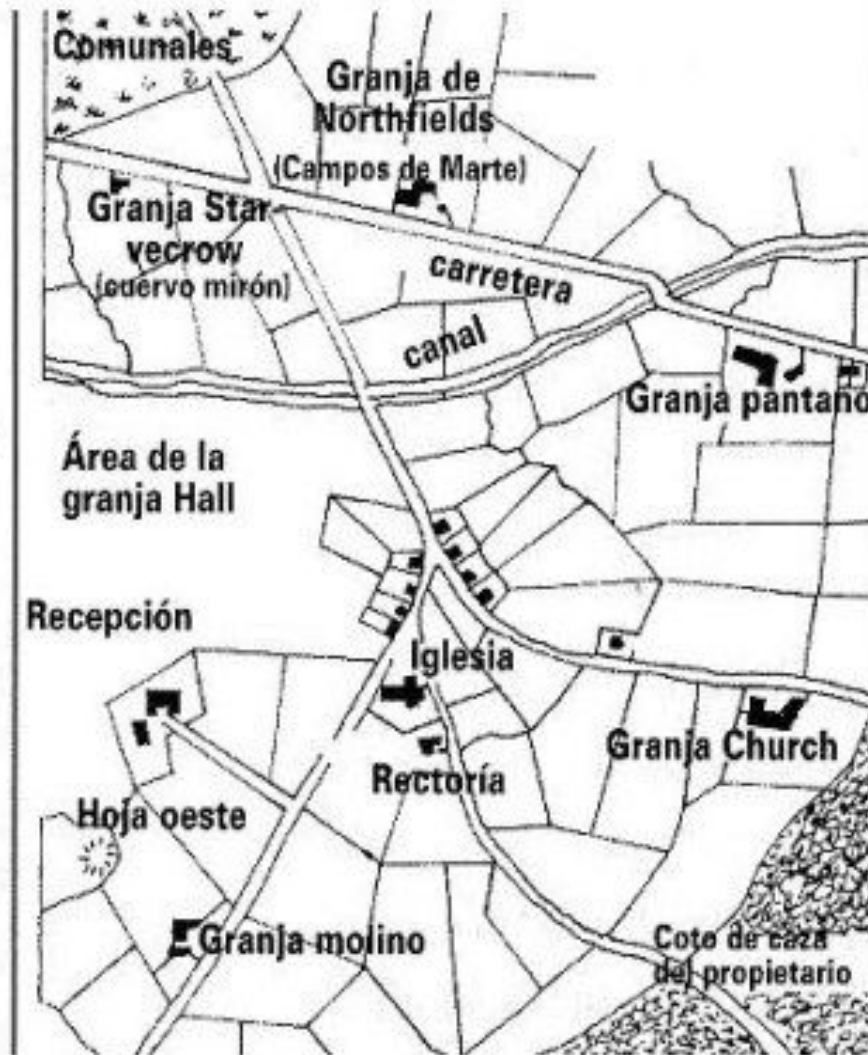 Comunales
Granja de
Northfields
(Campos de Marte)
Granja Star
vecrow
(cuervo mirón)
carretera
canal
Granja pantano
Área de la
granja Hall
Recepción
Iglesia
Granja Church
Rectoría
Hoja oeste
Granja molino
Coto de caza
del propietario